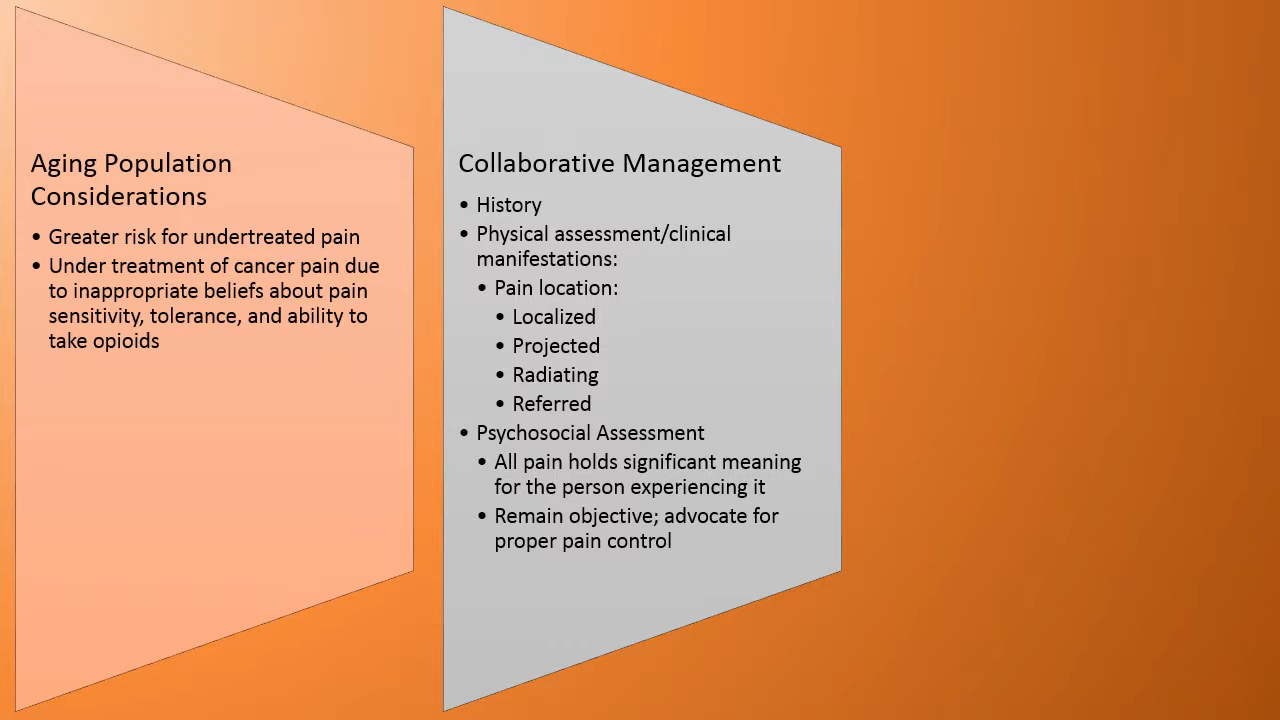 Aging Population
Considerations
• Greater risk for undertreated pain
• Under treatment of cancer pain due
to inappropriate beliefs about pain
sensitivity, tolerance, and ability to
take opioids
Collaborative Management
• History
• Physical assessment/clinical
manifestations:
• Pain location:
• Localized
• Projected
• Radiating
• Referred
• Psychosocial Assessment
• All pain holds significant meaning
for the person experiencing it
• Remain objective; advocate for
proper pain control